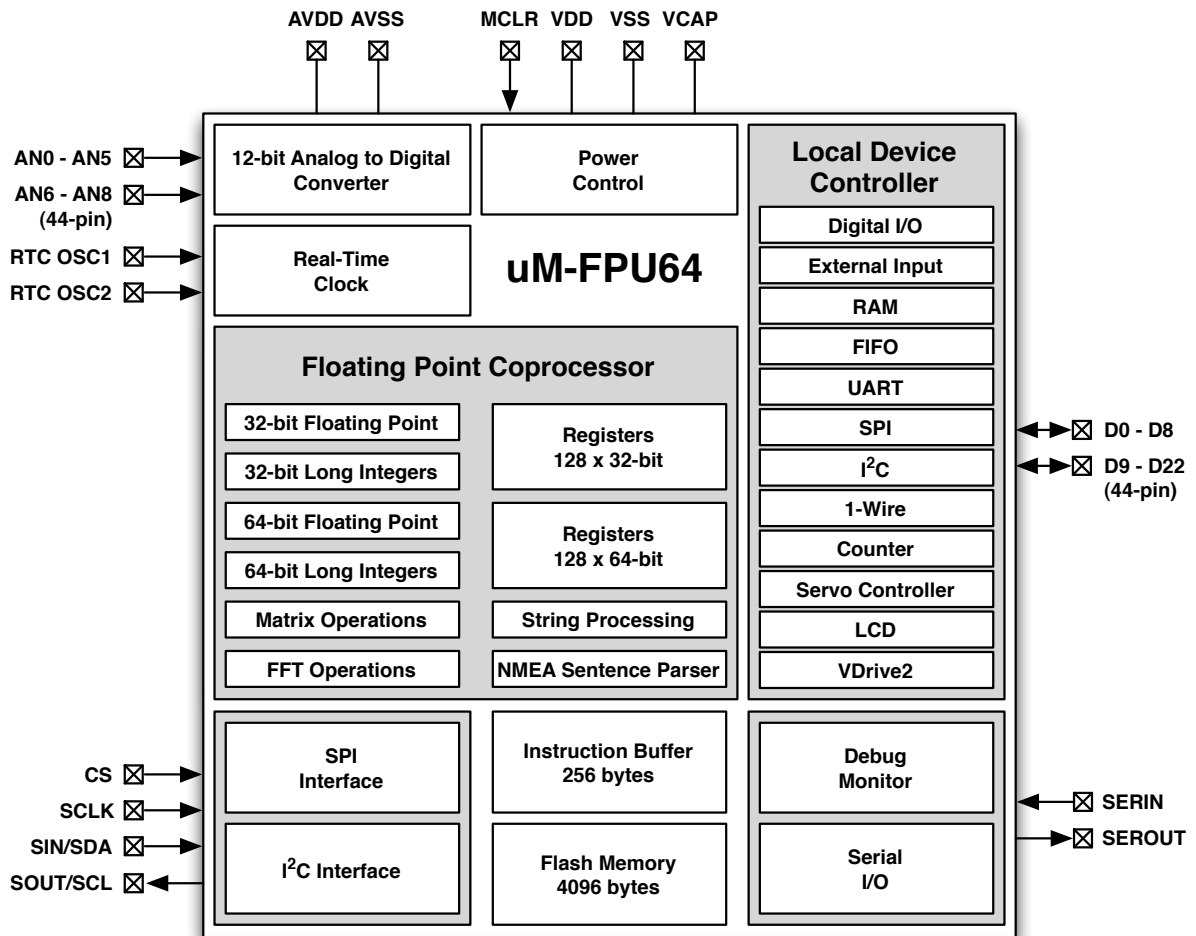 AVDD AVSS MCLR VDD VSS VCAP
AN0 - AN5
AN6 - AN8
(44-pin)
RTC OSC1
RTC OSC2
12-bit Analog to Digital
Converter
Power
Control
Real-Time
Clock
uM-FPU64
Local Device
Controller
Digital I/O
External Input
RAM
FIFO
UART
SPI
I²C
1-Wire
Counter
Servo Controller
LCD
VDrive2
D0 - D8
D9 - D22
(44-pin)
Floating Point Coprocessor
32-bit Floating Point
32-bit Long Integers
64-bit Floating Point
64-bit Long Integers
Matrix Operations
FFT Operations
Registers
128 x 32-bit
Registers
128 x 64-bit
String Processing
NMEA Sentence Parser
CS
SCLK
SIN/SDA
SOUT/SCL
SPI
Interface
I²C Interface
Instruction Buffer
256 bytes
Flash Memory
4096 bytes
Debug
Monitor
Serial
I/O
SERIN
SEROUT